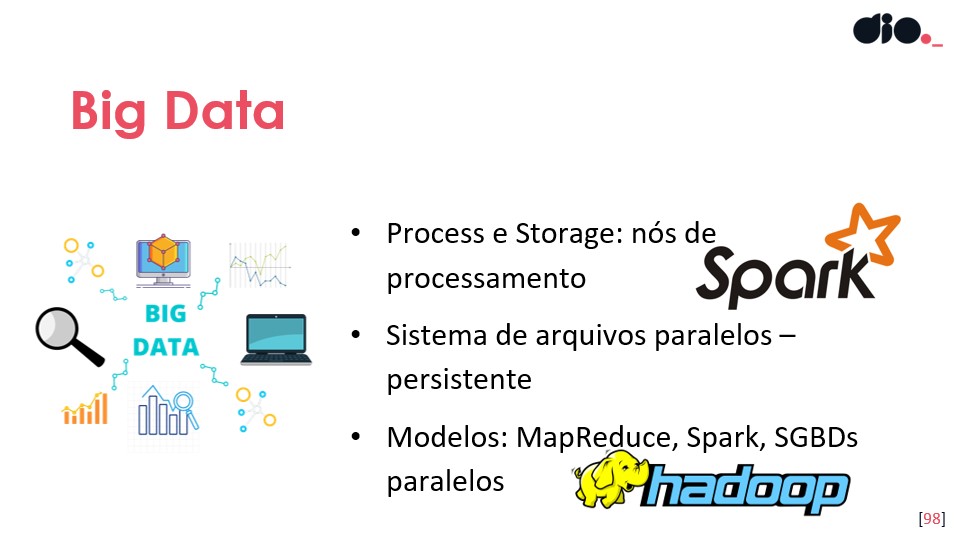 dio._
Big Data
BIG
DATA
• Process e Storage: nós de
processamento
Spark
• Sistema de arquivos paralelos –
persistente
• Modelos: MapReduce, Spark, SGBDs
paralelos
hadoop
[98]